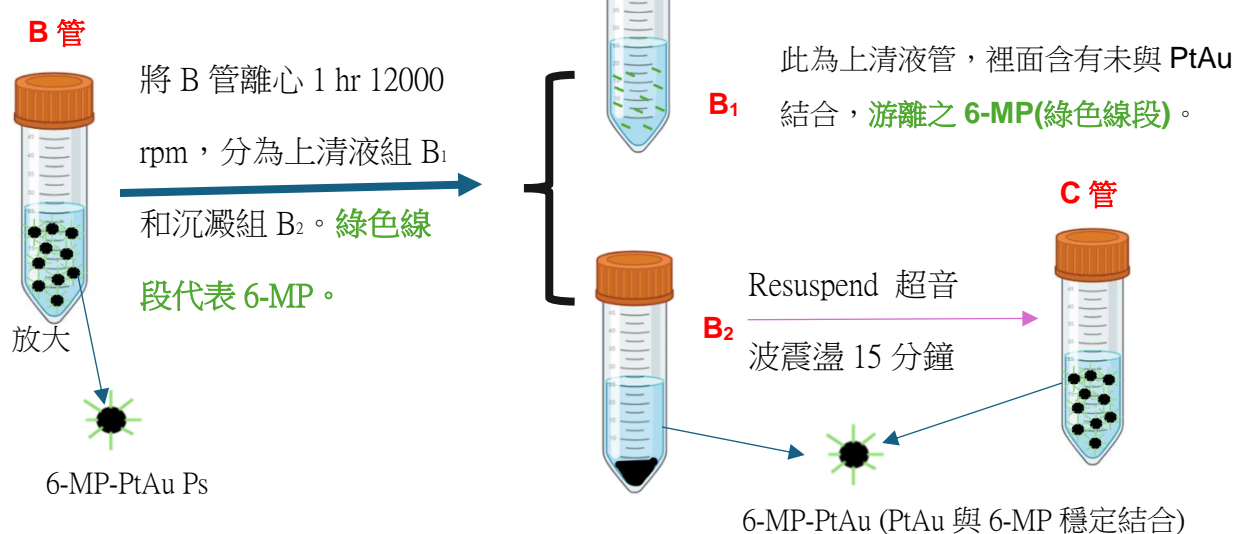 B 管
將 B 管離心 1 hr 12000
rpm，分為上清液組 B₁
和沉澱組 B₂。綠色線
段代表 6-MP。
放大
6-MP-PtAu Ps
B₁
此為上清液管，裡面含有未與 PtAu
結合，游離之 6-MP(綠色線段)。
B₂
Resuspend 超音
波震盪 15 分鐘
C 管
6-MP-PtAu (PtAu 與 6-MP 穩定結合)